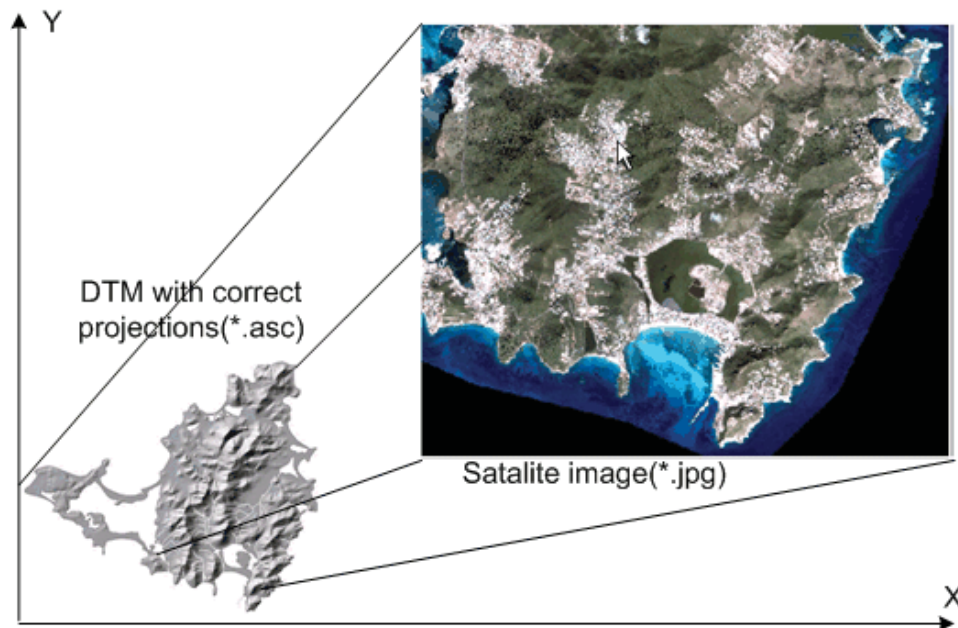 Y
DTM with correct
projections(*.asc)
Satalite image(*.jpg)
X